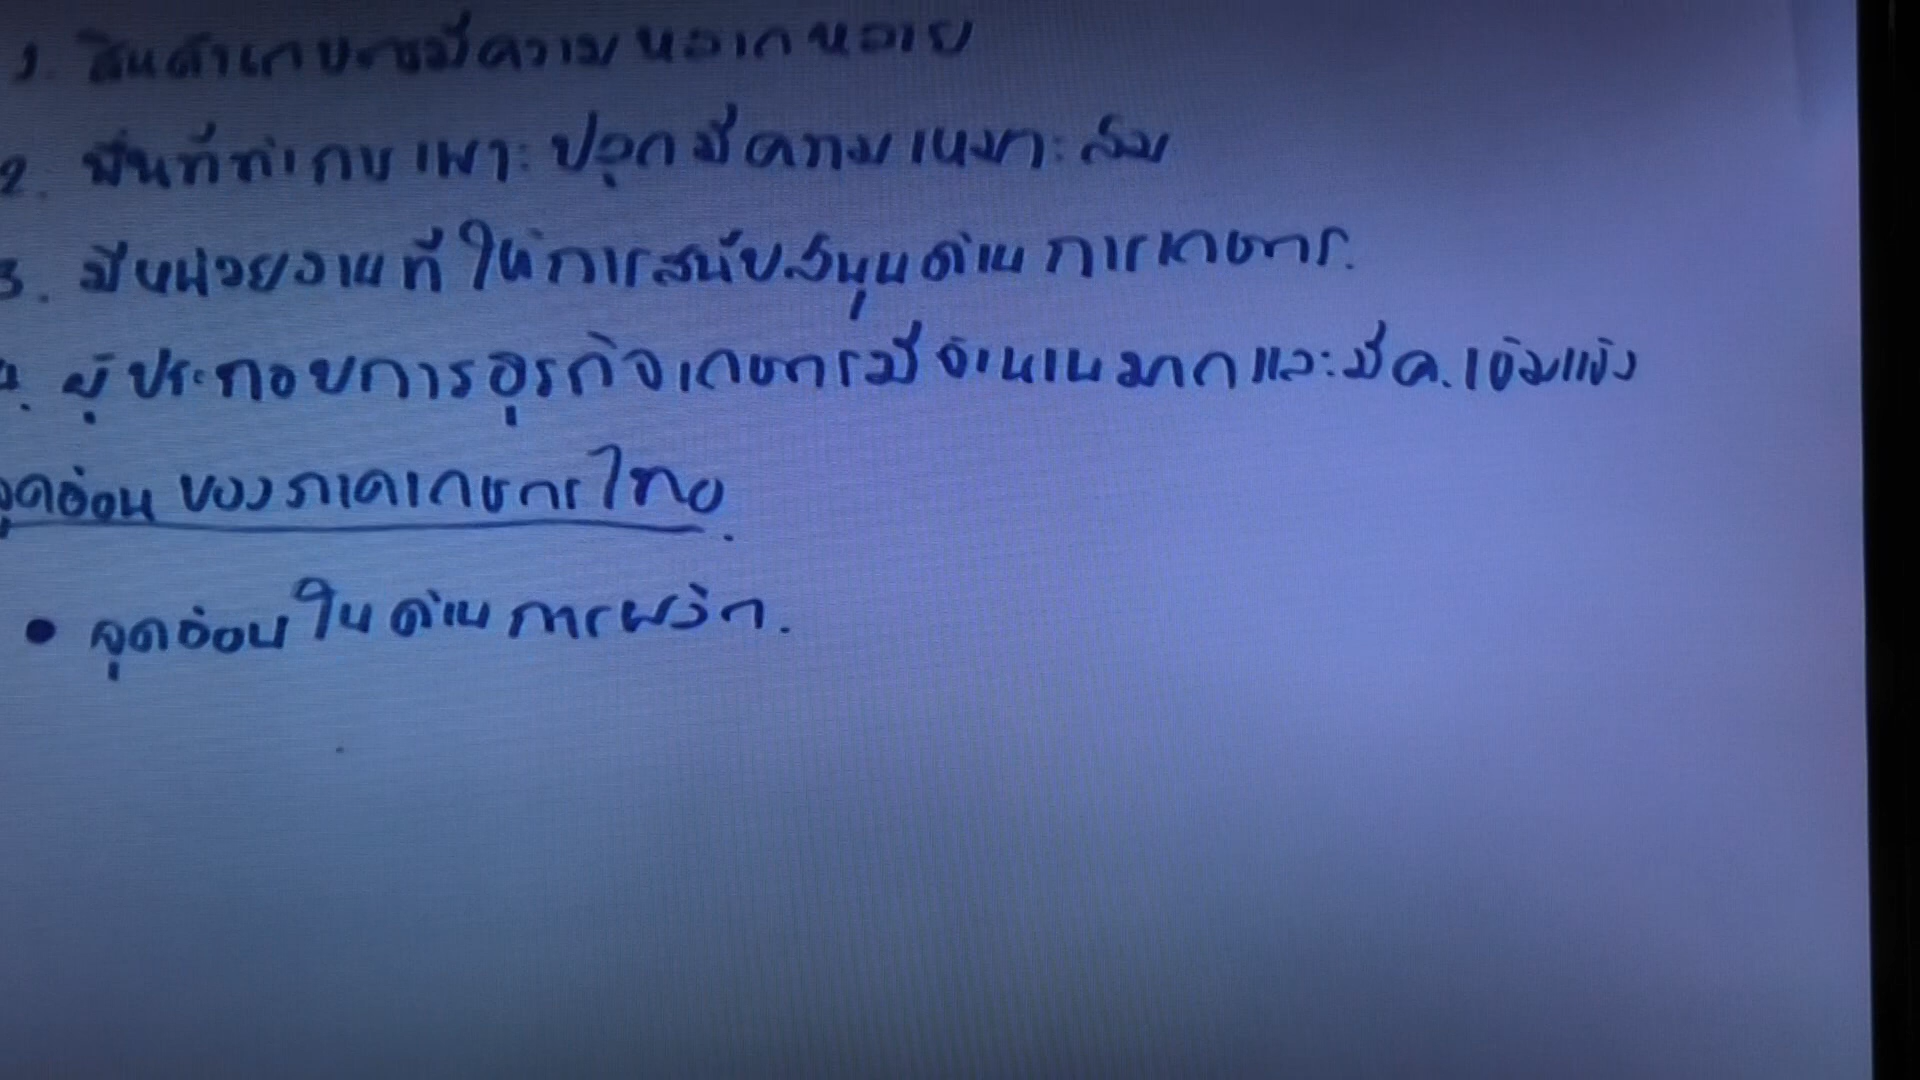 1. สินค้าเกษตรมีความหลากหลาย
2. พื้นที่ทำเกษ เพาะปลูกมีความเหมาะสม
3. มีหน่วยงานที่ให้การสนับสนุนด้านการเกษตร.
4. ผู้ประกอบการธุรกิจเกษตรมีจำนวนมากและมีค.เข้มแข็ง
จุดอ่อนของภาคเกษตรไทย.
• จุดอ่อนในด้านการผลิต.